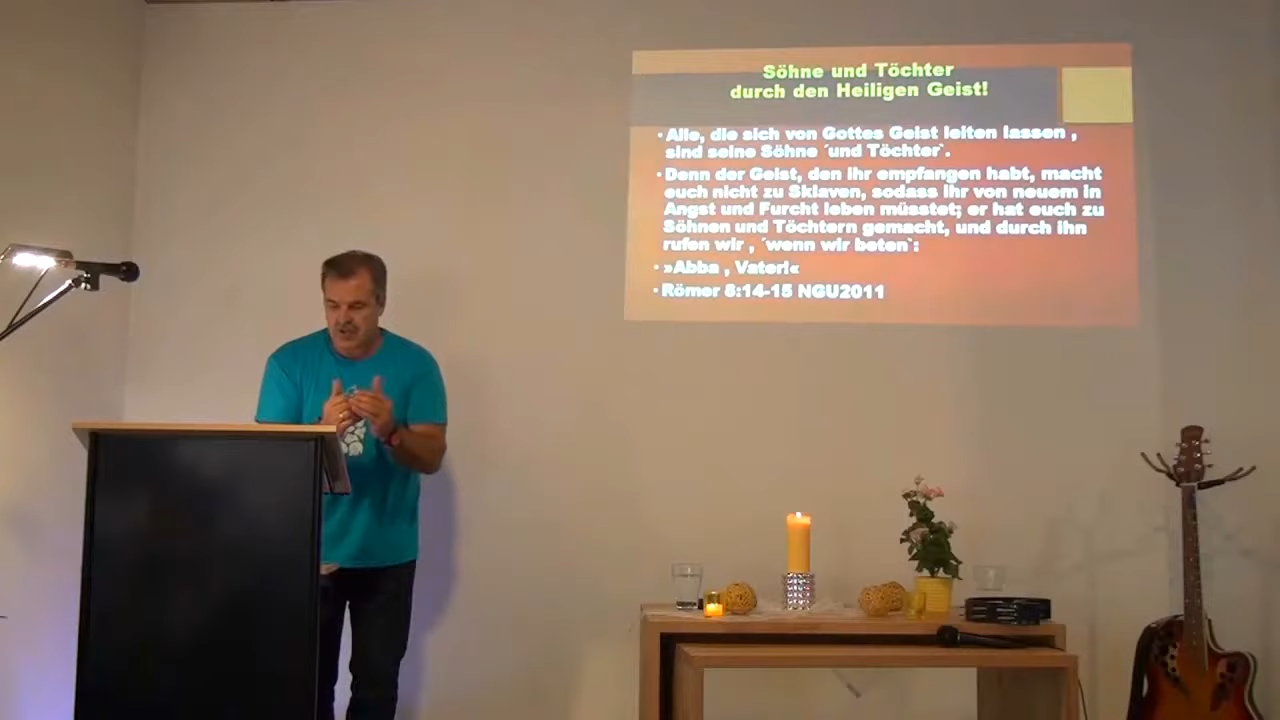 Söhne und Töchter
durch den Heiligen Geist!
• Alle, die sich von Gottes Geist leiten lassen ,
sind seine Söhne ´und Töchter`.
• Denn der Geist, den ihr empfangen habt, macht
euch nicht zu Sklaven, sodass ihr von neuem in
Angst und Furcht leben müsstet; er hat euch zu
Söhnen und Töchtern gemacht, und durch ihn
rufen wir , ´wenn wir beten`:
• »Abba , Vater!«
• Römer 8:14-15 NGU2011